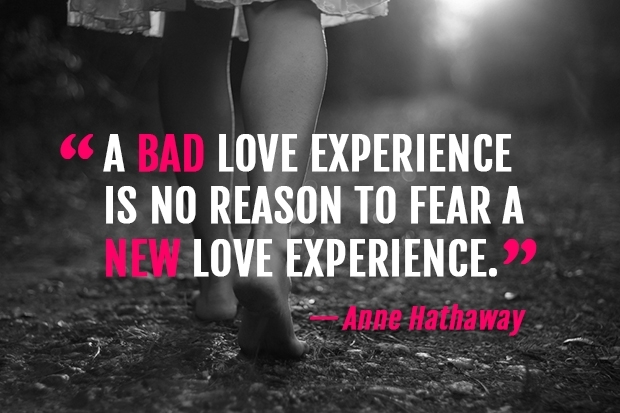 “A BAD LOVE EXPERIENCE
IS NO REASON TO FEAR A
NEW LOVE EXPERIENCE.”
— Anne Hathaway